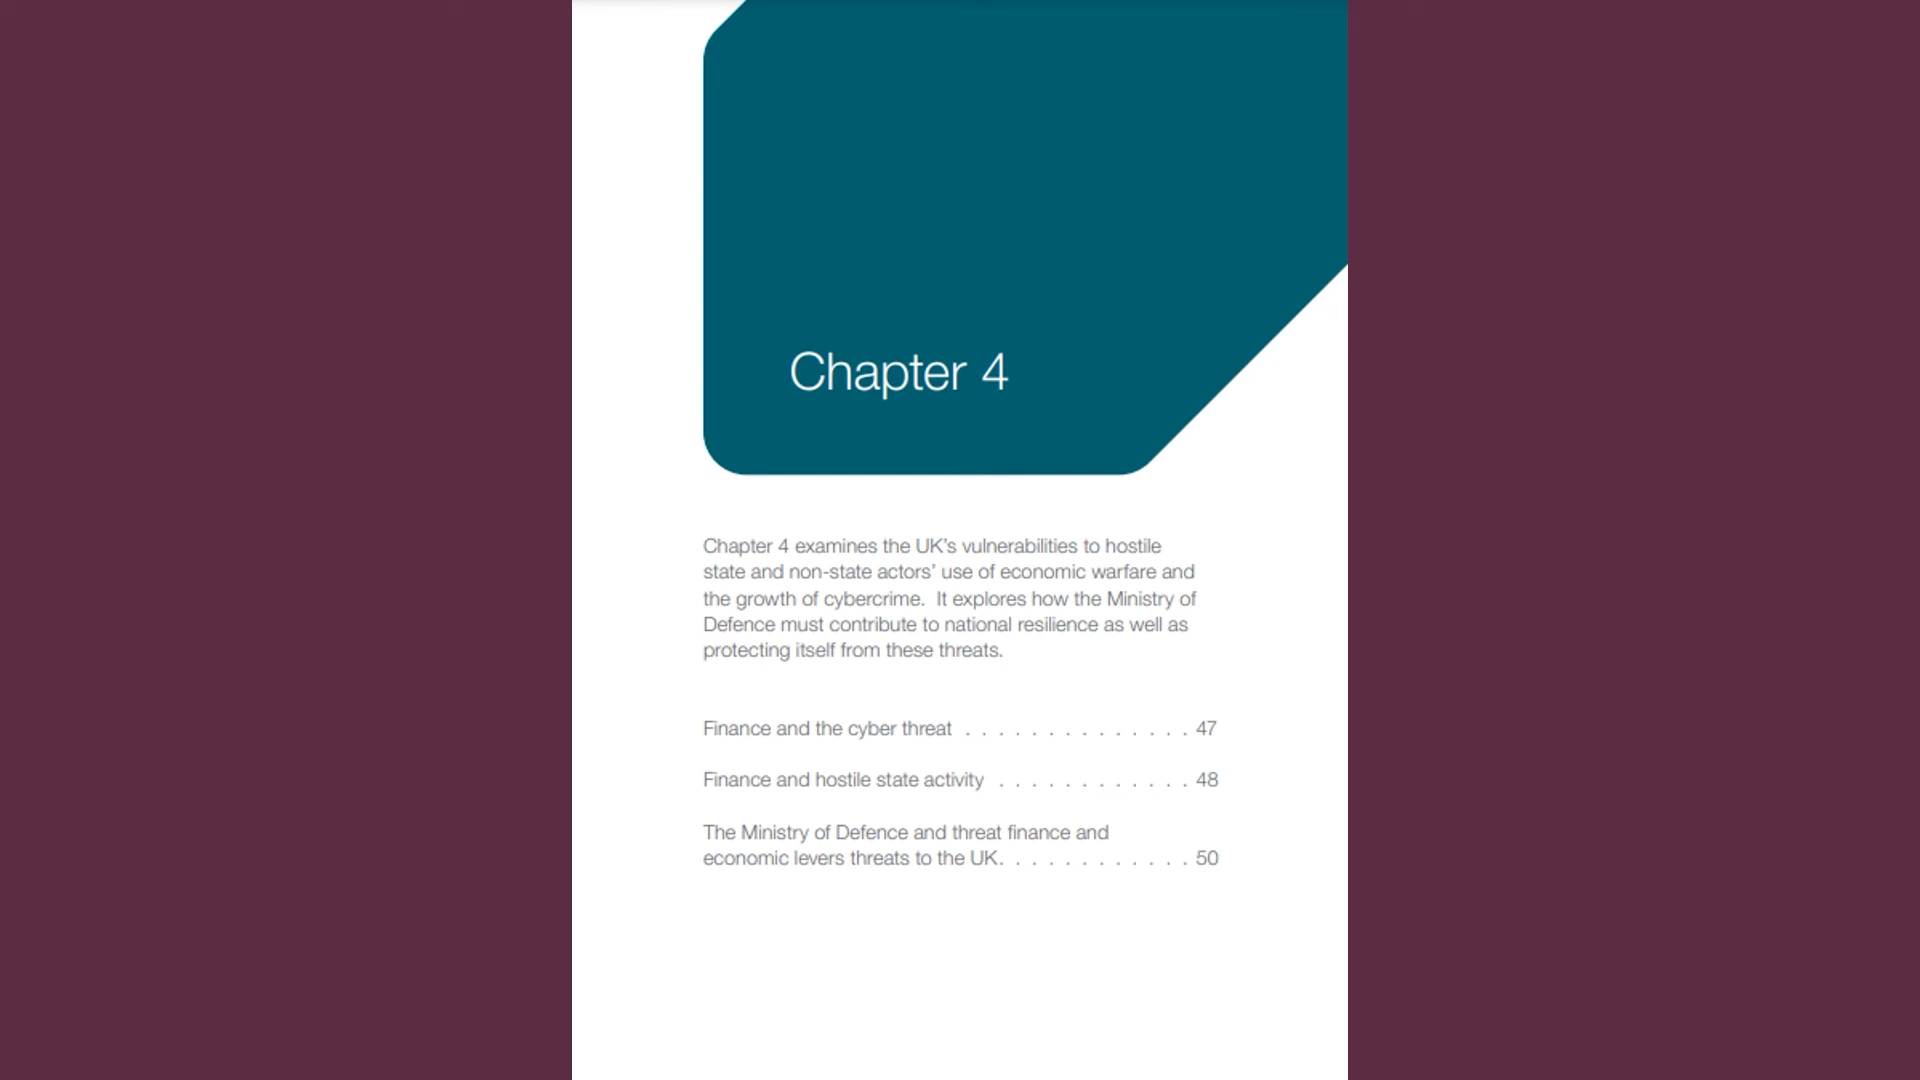 Chapter 4
Chapter 4 examines the UK’s vulnerabilities to hostile
state and non-state actors’ use of economic warfare and
the growth of cybercrime.  It explores how the Ministry of
Defence must contribute to national resilience as well as
protecting itself from these threats.
Finance and the cyber threat . . . . . . . . . . . . . . 47
Finance and hostile state activity . . . . . . . . . . . . 48
The Ministry of Defence and threat finance and
economic levers threats to the UK. . . . . . . . . . . . 50